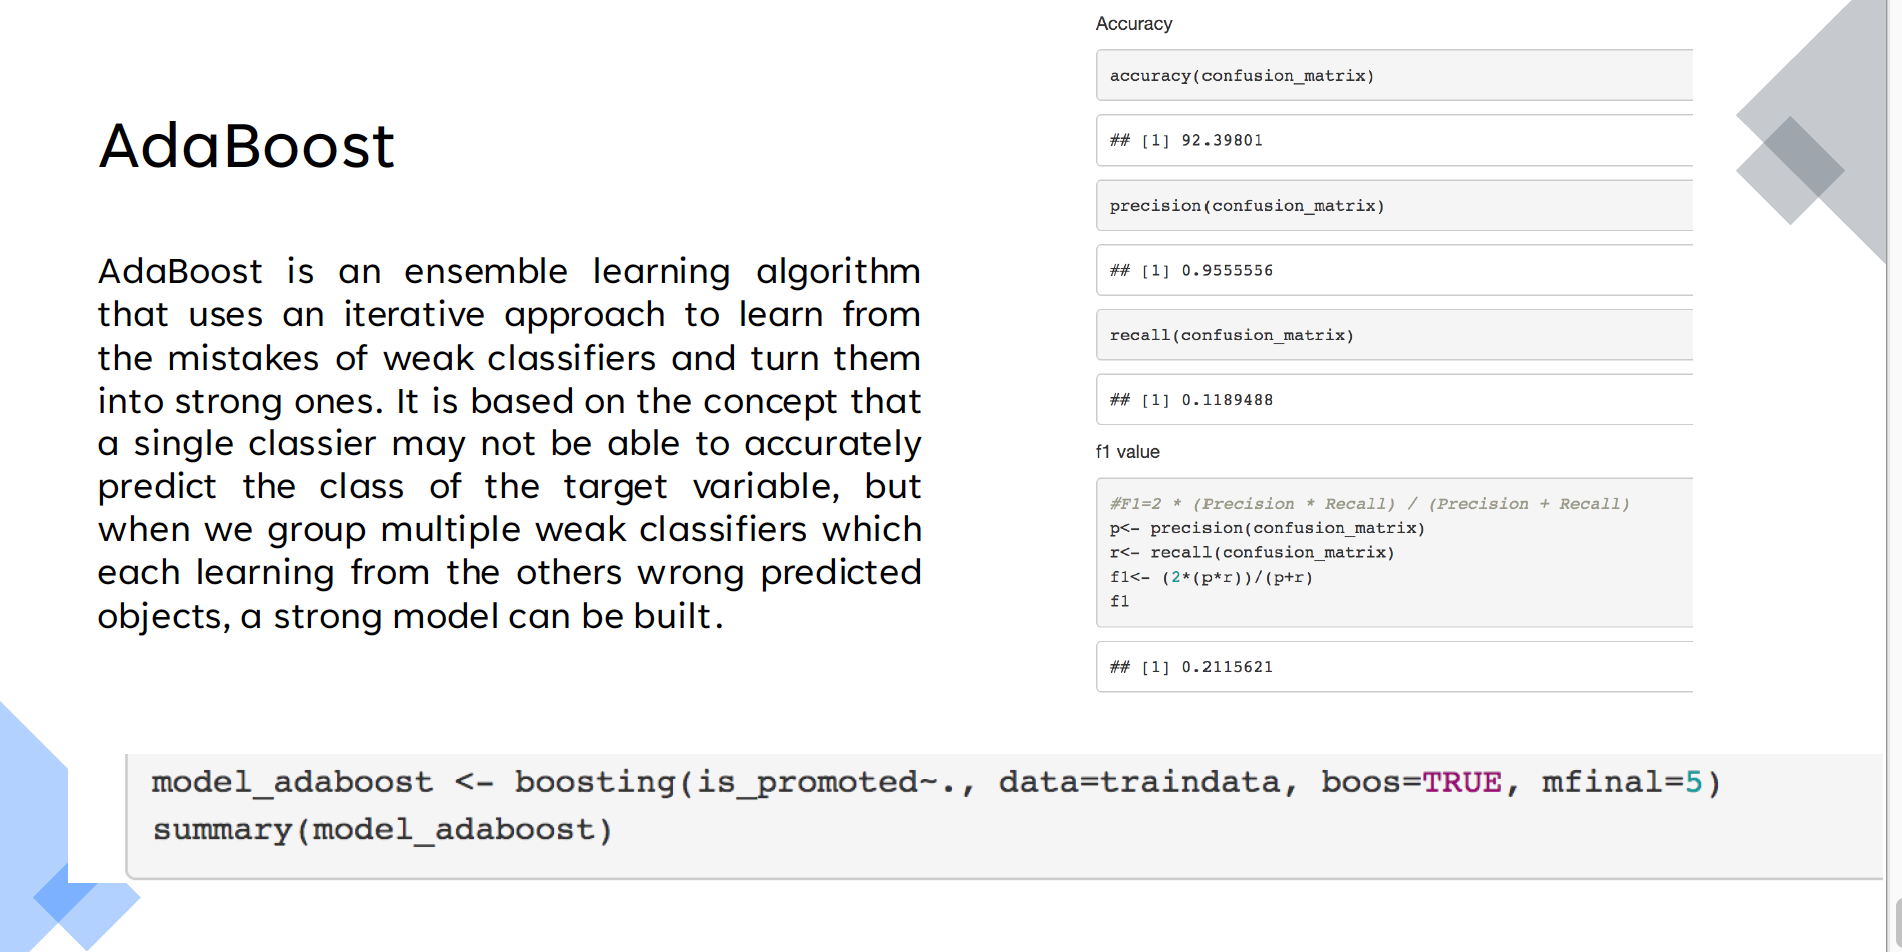 AdaBoost
AdaBoost is an ensemble learning algorithm
that uses an iterative approach to learn from
the mistakes of weak classifiers and turn them
into strong ones. It is based on the concept that
a single classier may not be able to accurately
predict the class of the target variable, but
when we group multiple weak classifiers which
each learning from the others wrong predicted
objects, a strong model can be built.
Accuracy
accuracy(confusion_matrix)
## [1] 92.39801
precision(confusion_matrix)
## [1] 0.9555556
recall(confusion_matrix)
## [1] 0.1189488
f1 value
#F1=2 * (Precision * Recall) / (Precision + Recall)
p<- precision(confusion_matrix)
r<- recall(confusion_matrix)
f1<- (2*(p*r))/(p+r)
f1
## [1] 0.2115621
model_adaboost <- boosting(is_promoted~., data=traindata, boos=TRUE, mfinal=5)
summary(model_adaboost)